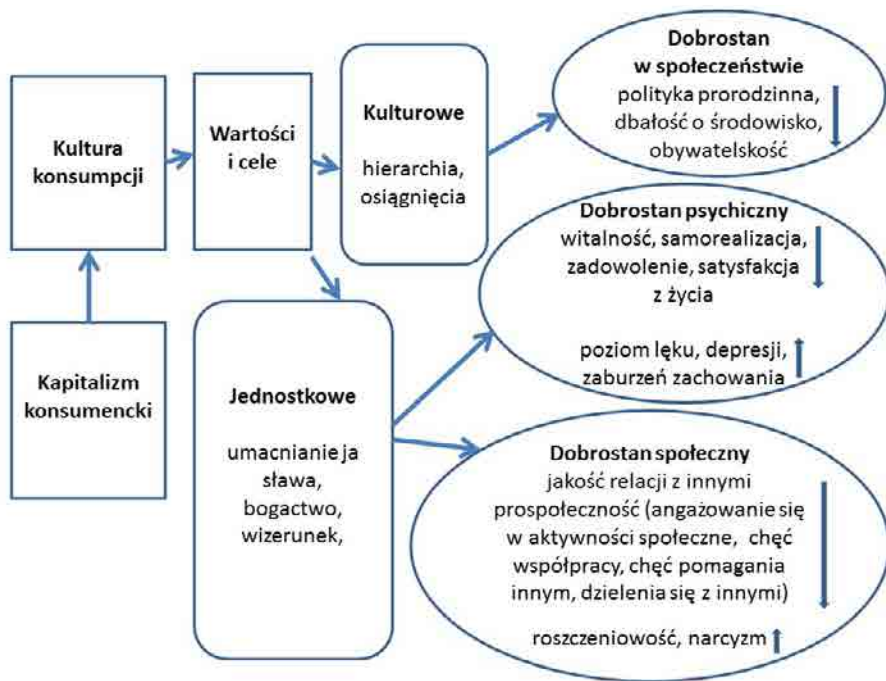 Kultura
konsumpcji
Kapitalizm
konsumencki
Wartości
i cele
Kulturowe
hierarchia,
osiągnięcia
Jednostkowe
umacnianie ja
sława,
bogactwo,
wizerunek,
Dobrostan
w społeczeństwie
polityka prorodzinna,
dbałość o środowisko,
obywatelskość
Dobrostan psychiczny
witalność, samorealizacja,
zadowolenie, satysfakcja
z życia
poziom lęku, depresji,
zaburzeń zachowania
Dobrostan społeczny
jakość relacji z innymi
prospołeczność (angażowanie się
w aktywności społeczne, chęć
współpracy, chęć pomagania
innym, dzielenia się z innymi)
roszczeniowość, narcyzm